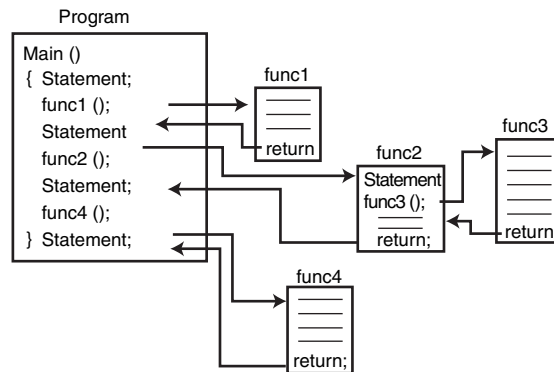 Program
Main ()
{ Statement;
func1 ();
Statement
func2 ();
Statement;
func4 ();
} Statement;
func1
return
func2
Statement
func3 ();
return;
func3
return
func4
return;